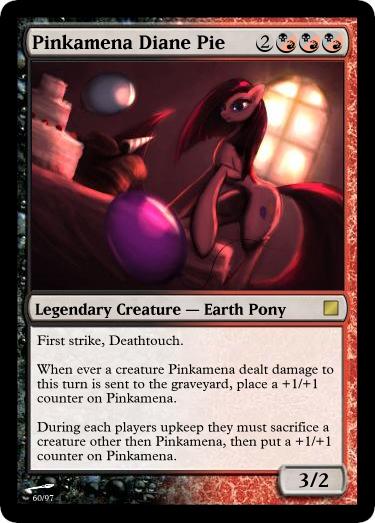 Pinkamena Diane Pie 2
Legendary Creature — Earth Pony
First strike, Deathtouch.
When ever a creature Pinkamena dealt damage to
this turn is sent to the graveyard, place a +1/+1
counter on Pinkamena.
During each players upkeep they must sacrifice a
creature other then Pinkamena, then put a +1/+1
counter on Pinkamena.
3/2
60/97